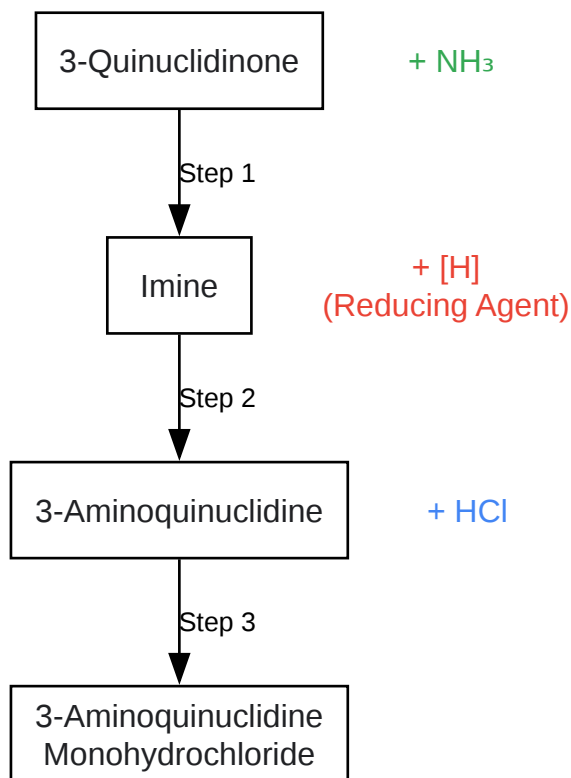 3-Quinuclidinone
+ NH₃
Step 1
Imine
+ [H]
(Reducing Agent)
Step 2
3-Aminoquinuclidine
+ HCl
Step 3
3-Aminoquinuclidine
Monohydrochloride